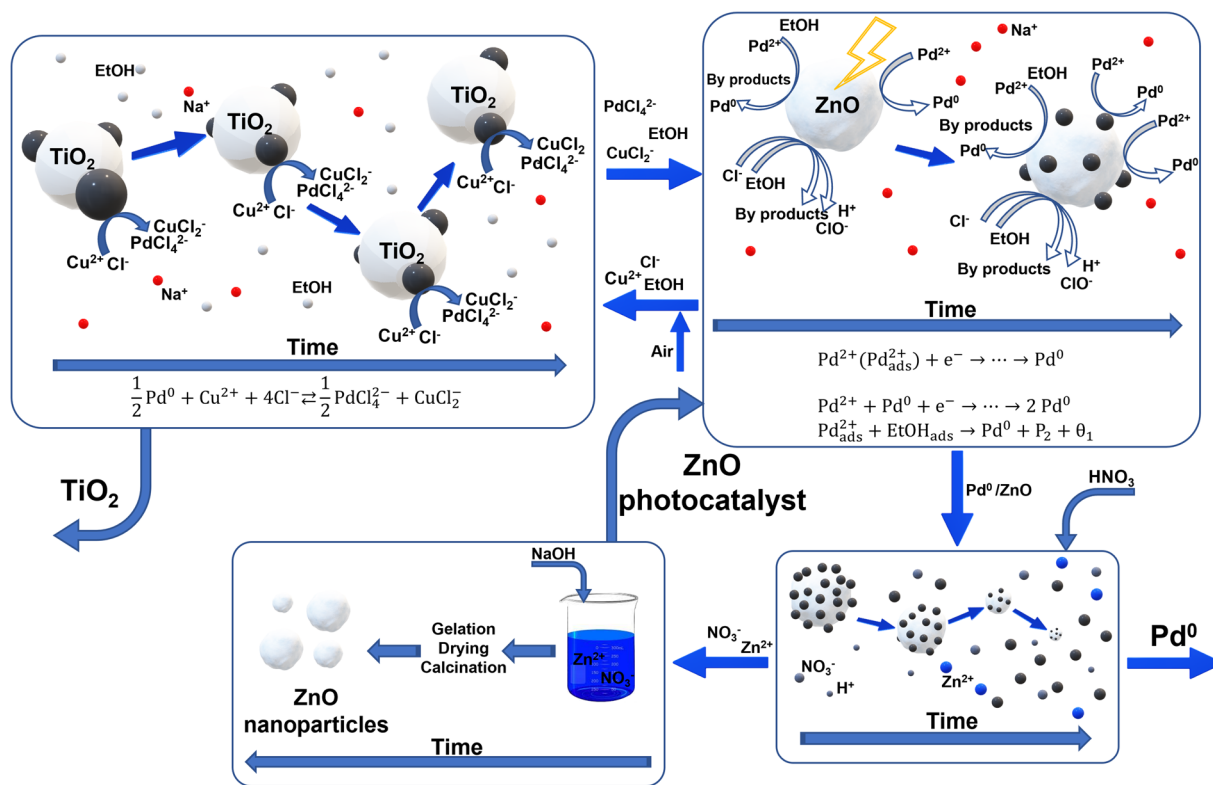 EtOH
Na⁺
TiO₂
CuCl₂⁻
PdCl₄²⁻
Cu²⁺ Cl⁻
TiO₂
CuCl₂⁻
PdCl₄²⁻
Cu²⁺ Cl⁻
TiO₂
CuCl₂
PdCl₄²⁻
Cu²⁺ Cl⁻
TiO₂
CuCl₂⁻
PdCl₄²⁻
Cu²⁺ Cl⁻
Na⁺
EtOH
Time
½Pd⁰ + Cu²⁺ + 4Cl⁻ ⇄ ½PdCl₄²⁻ + CuCl₂⁻
PdCl₄²⁻
EtOH
CuCl₂⁻
Cl⁻
Cu²⁺ EtOH
Air
EtOH
Pd²⁺
By products
Pd⁰
ZnO
Pd²⁺
Pd⁰
Cl⁻
EtOH
By products
H⁺
ClO⁻
Na⁺
EtOH
Pd²⁺
By products
Pd⁰
Pd²⁺
Pd⁰
Pd²⁺
Pd⁰
Cl⁻
EtOH
By products
H⁺
ClO⁻
Time
Pd²⁺(Pd²⁺ads) + e⁻ → ⋯ → Pd⁰
Pd²⁺ + Pd⁰ + e⁻ → ⋯ → 2 Pd⁰
Pd²⁺ads + EtOHads → Pd⁰ + P₂ + θ₁
TiO₂
ZnO
photocatalyst
Pd⁰/ZnO
HNO₃
NaOH
Zn²⁺
NO₃⁻
Gelation
Drying
Calcination
ZnO
nanoparticles
Time
NO₃⁻
Zn²⁺
NO₃⁻
H⁺
Zn²⁺
Time
Pd⁰